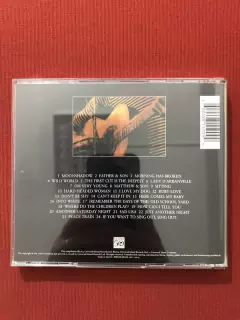 1 MOONSHADOW 2 FATHER & SON 3 MORNING HAS BROKEN
4 WILD WORLD 5 THE FIRST CUT IS THE DEEPEST 6 LADY D'ARBANVILLE
7 OH VERY YOUNG 8 MATTHEW & SON 9 SITTING
10 HARD HEADED WOMAN 11 I LOVE MY DOG 12 RUBY LOVE
13 DON'T BE SHY 14 CAN'T KEEP IT IN 15 HERE COMES MY BABY
16 INTO WHITE 17 (REMEMBER THE DAYS OF THE) OLD SCHOOL YARD
18 WHERE DO THE CHILDREN PLAY? 19 HOW CAN I TELL YOU
20 ANOTHER SATURDAY NIGHT 21 SAD LISA 22 JUST ANOTHER NIGHT
23 PEACE TRAIN 24 IF YOU WANT TO SING OUT, SING OUT